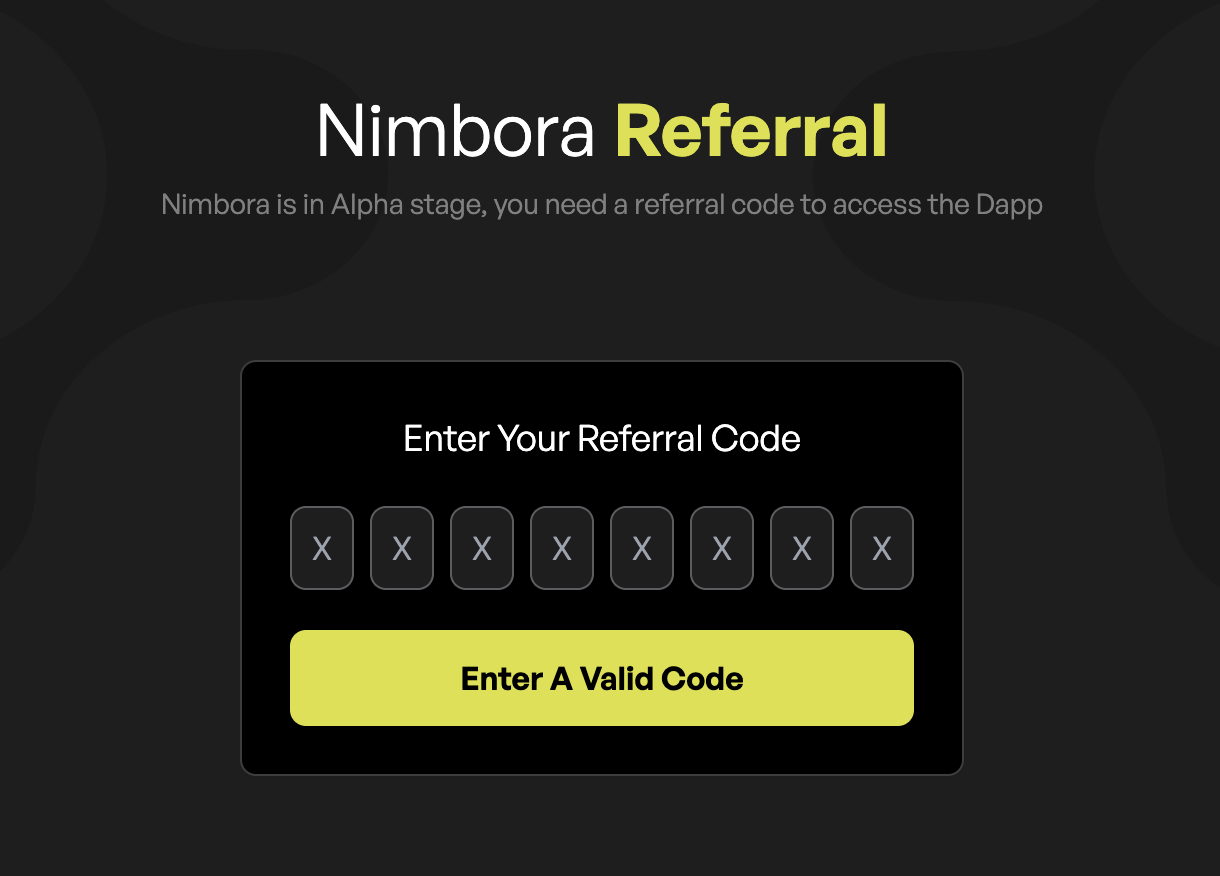 Nimbora Referral
Nimbora is in Alpha stage, you need a referral code to access the Dapp
Enter Your Referral Code
X X X X X X X X
Enter A Valid Code